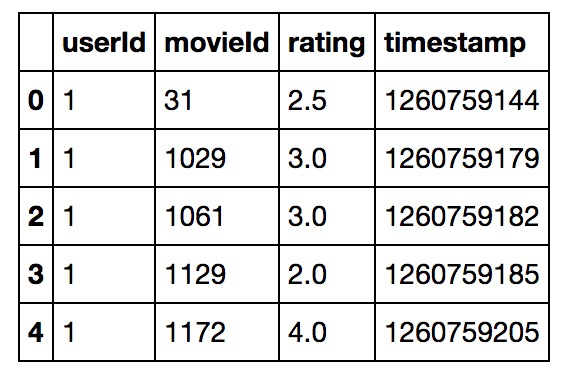 userId movieId rating timestamp
0 1 31 2.5 1260759144
1 1 1029 3.0 1260759179
2 1 1061 3.0 1260759182
3 1 1129 2.0 1260759185
4 1 1172 4.0 1260759205